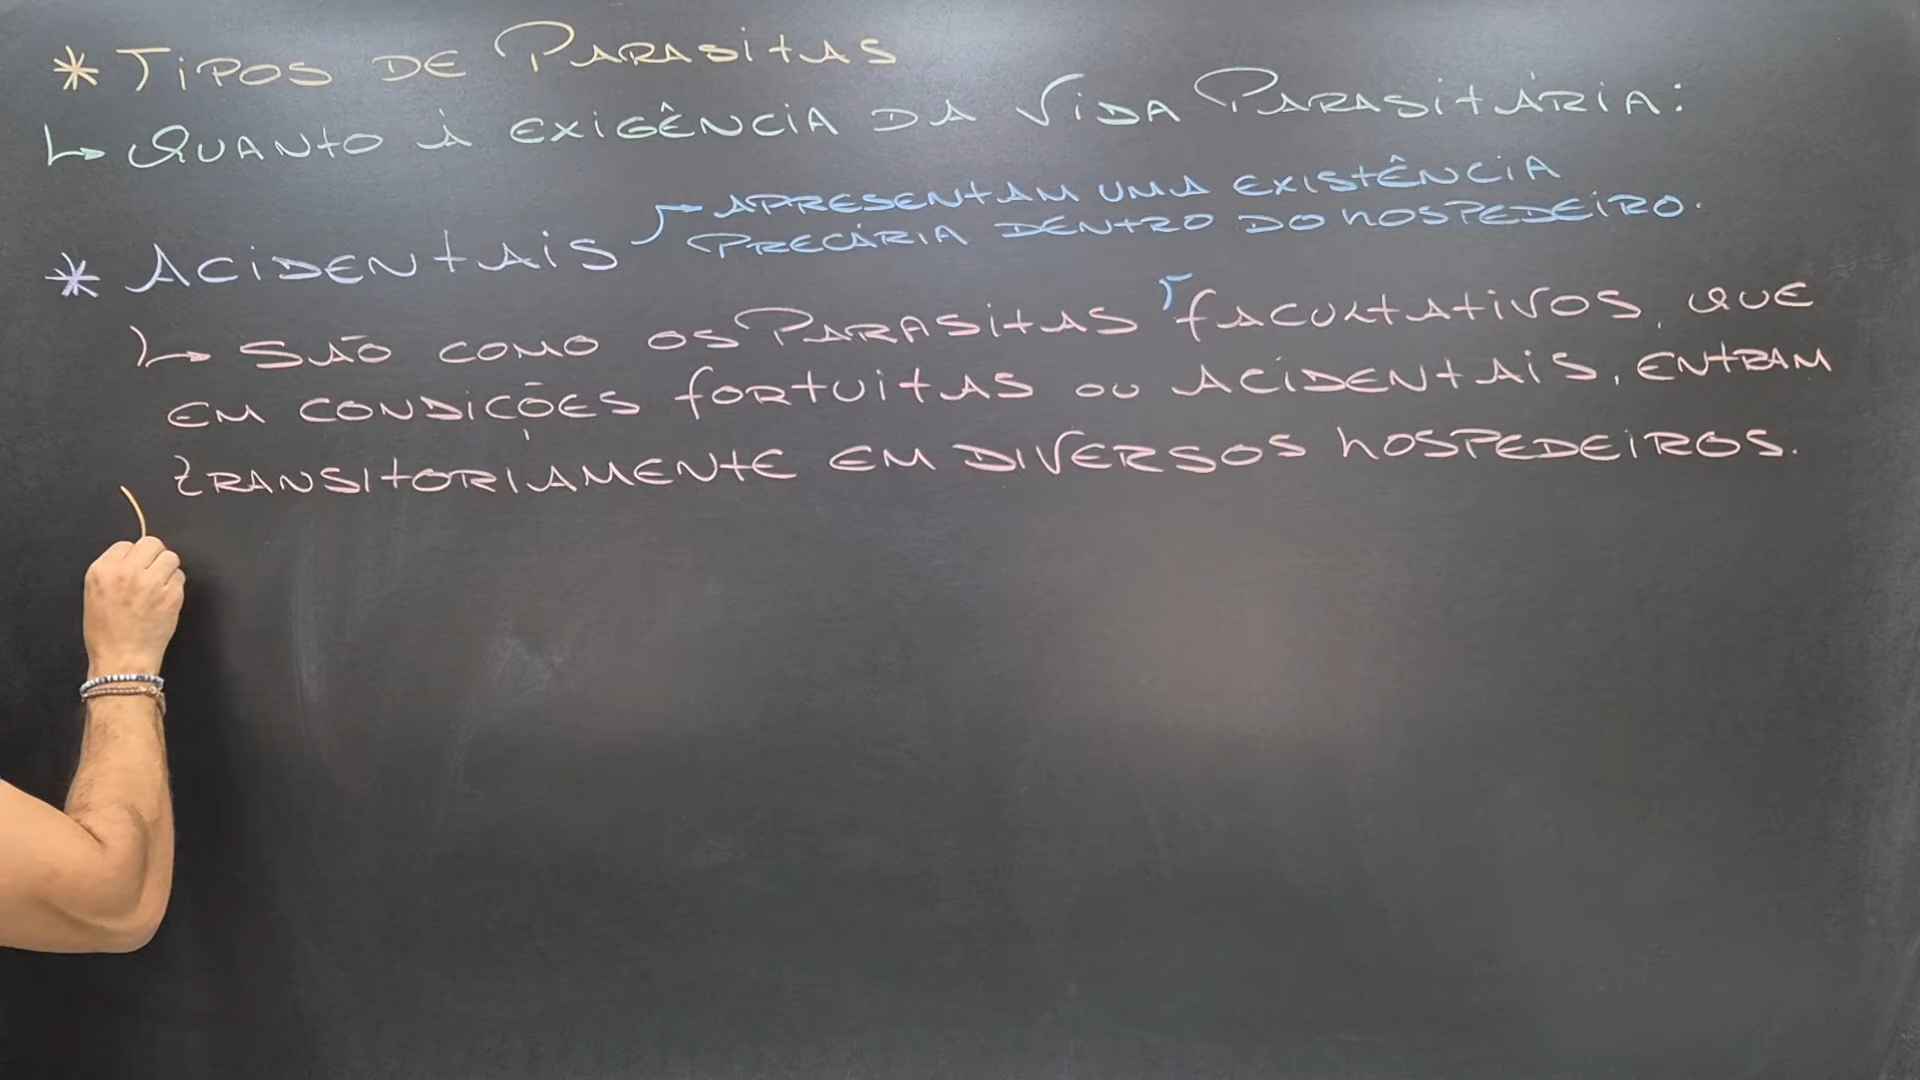 * TIPOS DE PARASITAS
↳ QUANTO À EXIGÊNCIA DA VIDA PARASITÁRIA:
* ACIDENTAIS → APRESENTAM UMA EXISTÊNCIA
PRECÁRIA DENTRO DO HOSPEDEIRO.
↳ SÃO COMO OS PARASITAS FACULTATIVOS, QUE
EM CONDIÇÕES FORTUITAS OU ACIDENTAIS, ENTRAM
TRANSITORIAMENTE EM DIVERSOS HOSPEDEIROS.